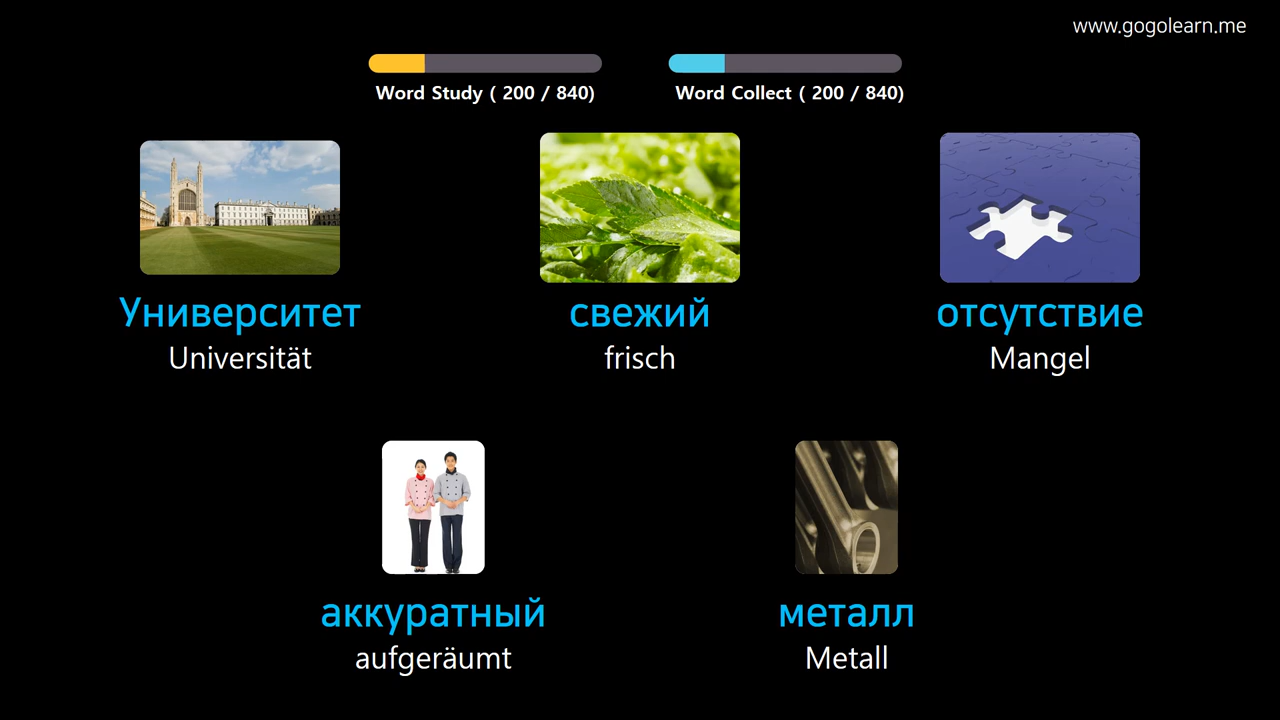 www.gogolearn.me
Word Study ( 200 / 840)
Word Collect ( 200 / 840)
Университет
Universität
свежий
frisch
отсутствие
Mangel
аккуратный
aufgeräumt
металл
Metall